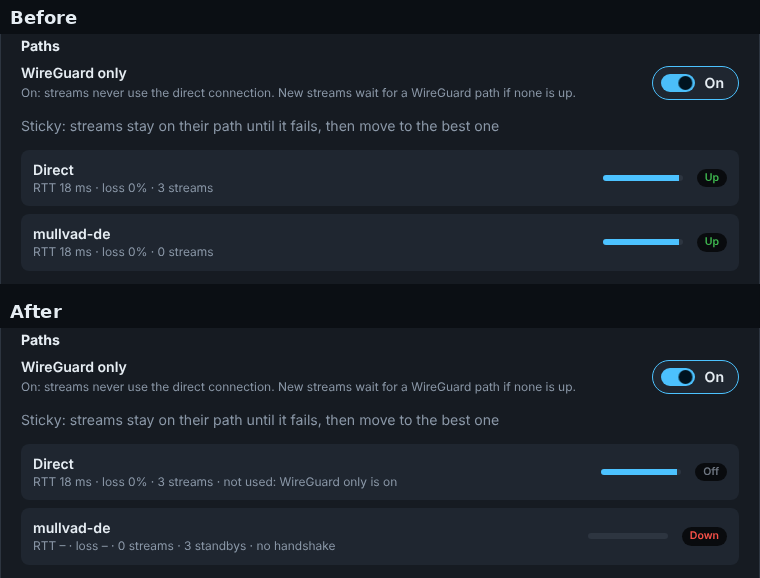 Before
Paths
WireGuard only
On: streams never use the direct connection. New streams wait for a WireGuard path if none is up.
On
Sticky: streams stay on their path until it fails, then move to the best one
Direct
RTT 18 ms · loss 0% · 3 streams
Up
mullvad-de
RTT 18 ms · loss 0% · 0 streams
Up
After
Paths
WireGuard only
On: streams never use the direct connection. New streams wait for a WireGuard path if none is up.
On
Sticky: streams stay on their path until it fails, then move to the best one
Direct
RTT 18 ms · loss 0% · 3 streams · not used: WireGuard only is on
Off
mullvad-de
RTT – · loss – · 0 streams · 3 standbys · no handshake
Down